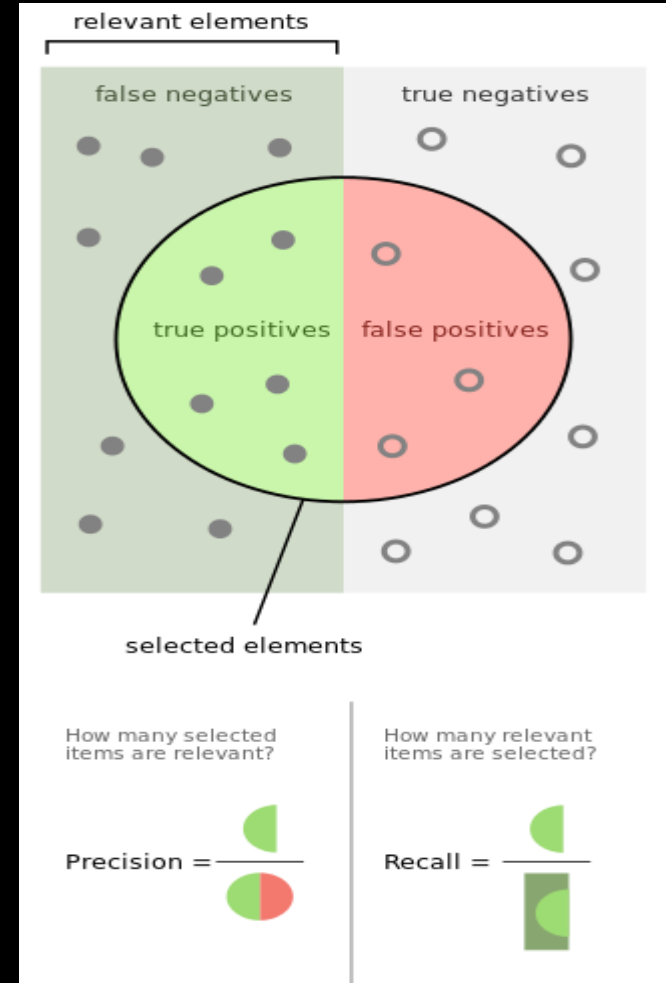 relevant elements
false negatives
true negatives
true positives
false positives
selected elements
How many selected
items are relevant?
Precision =
How many relevant
items are selected?
Recall =